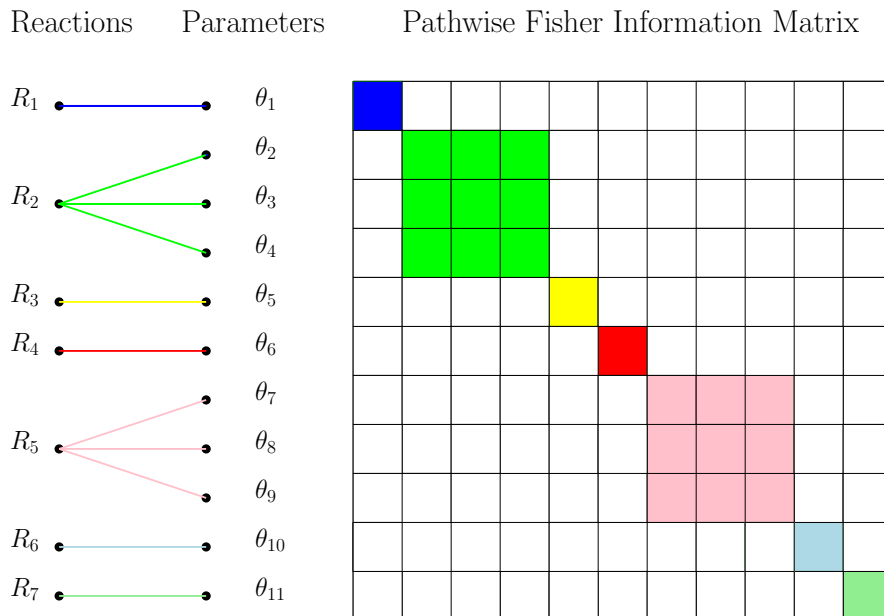 Reactions Parameters Pathwise Fisher Information Matrix
R₁ θ₁
θ₂
R₂ θ₃
θ₄
R₃ θ₅
R₄ θ₆
θ₇
R₅ θ₈
θ₉
R₆ θ₁₀
R₇ θ₁₁